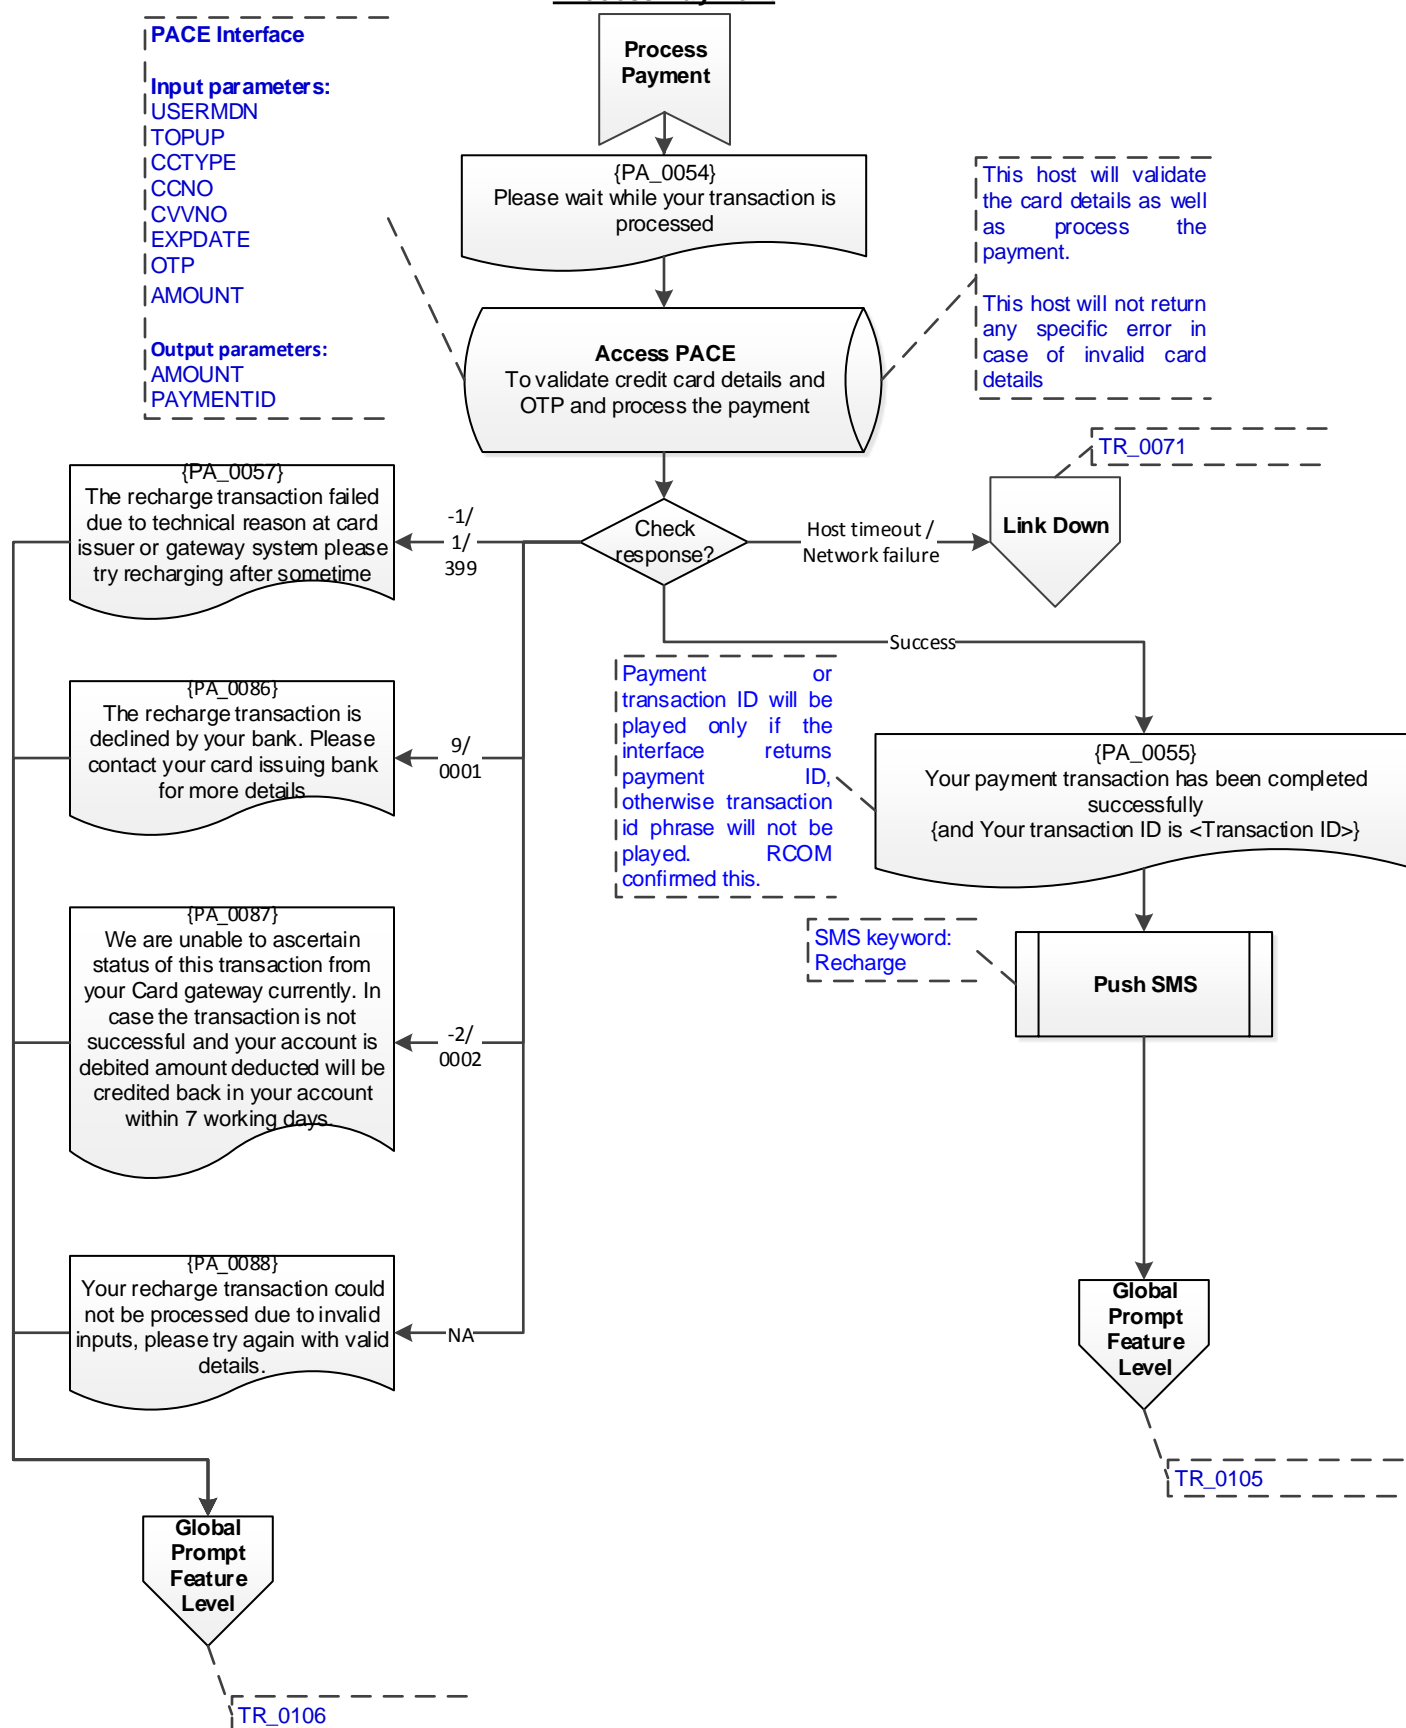 PACE Interface
Input parameters:
USERMDN
TOPUP
CCTYPE
CCNO
CVVNO
EXPDATE
OTP
AMOUNT
Output parameters:
AMOUNT
PAYMENTID
Process
Payment
{PA_0054}
Please wait while your transaction is
processed
This host will validate
the card details as well
as process the
payment.
This host will not return
any specific error in
case of invalid card
details
Access PACE
To validate credit card details and
OTP and process the payment
TR_0071
{PA_0057}
The recharge transaction failed
due to technical reason at card
issuer or gateway system please
try recharging after sometime
-1/
1/
399
Check
response?
Host timeout /
Network failure
Link Down
Success
{PA_0086}
The recharge transaction is
declined by your bank. Please
contact your card issuing bank
for more details
9/
0001
Payment or
transaction ID will be
played only if the
interface returns
payment ID,
otherwise transaction
id phrase will not be
played. RCOM
confirmed this.
{PA_0055}
Your payment transaction has been completed
successfully
{and Your transaction ID is <Transaction ID>}
{PA_0087}
We are unable to ascertain
status of this transaction from
your Card gateway currently. In
case the transaction is not
successful and your account is
debited amount deducted will be
credited back in your account
within 7 working days.
-2/
0002
SMS keyword:
Recharge
Push SMS
{PA_0088}
Your recharge transaction could
not be processed due to invalid
inputs, please try again with valid
details.
NA
Global
Prompt
Feature
Level
TR_0105
Global
Prompt
Feature
Level
TR_0106